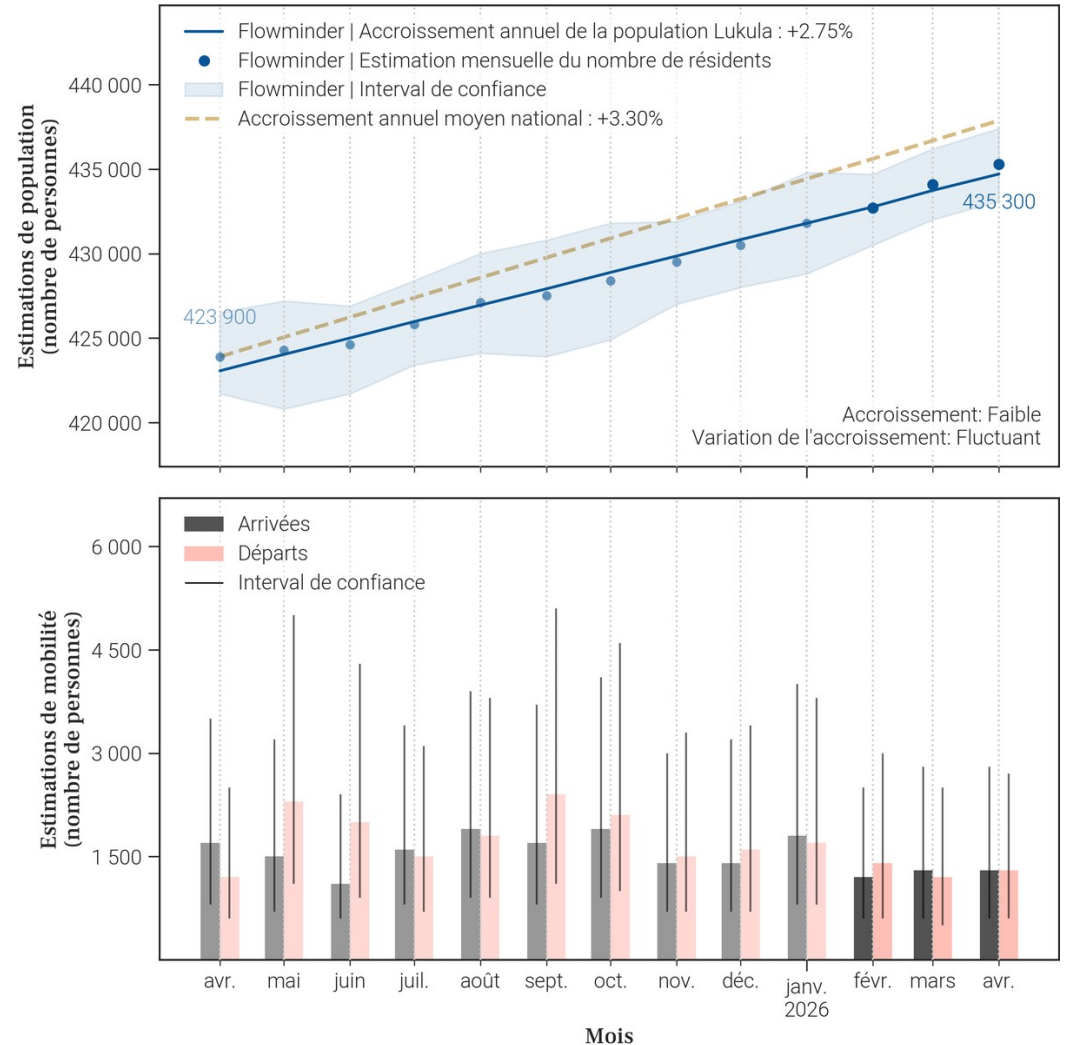 Flowminder | Accroissement annuel de la population Lukula : +2.75%
Flowminder | Estimation mensuelle du nombre de résidents
Flowminder | Interval de confiance
Accroissement annuel moyen national : +3.30%
Estimations de population
(nombre de personnes)
440 000
435 000
430 000
425 000
420 000
423 900
435 300
Accroissement: Faible
Variation de l'accroissement: Fluctuant
Arrivées
Départs
Interval de confiance
Estimations de mobilité
(nombre de personnes)
6 000
4 500
3 000
1 500
avr. mai juin juil. août sept. oct. nov. déc. janv. févr. mars avr.
2026
Mois